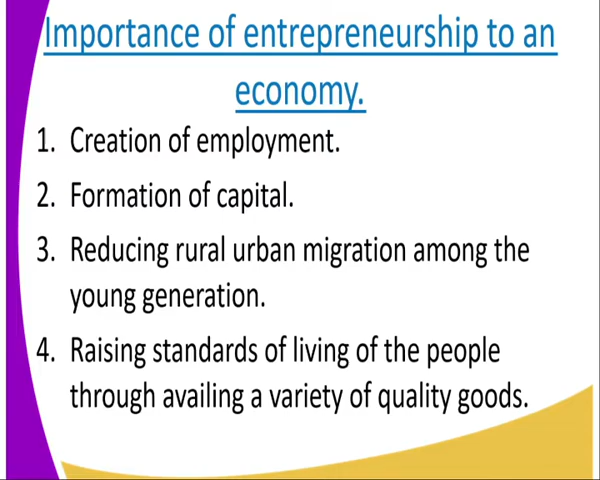 Importance of entrepreneurship to an
economy.
1. Creation of employment.
2. Formation of capital.
3. Reducing rural urban migration among the
young generation.
4. Raising standards of living of the people
through availing a variety of quality goods.